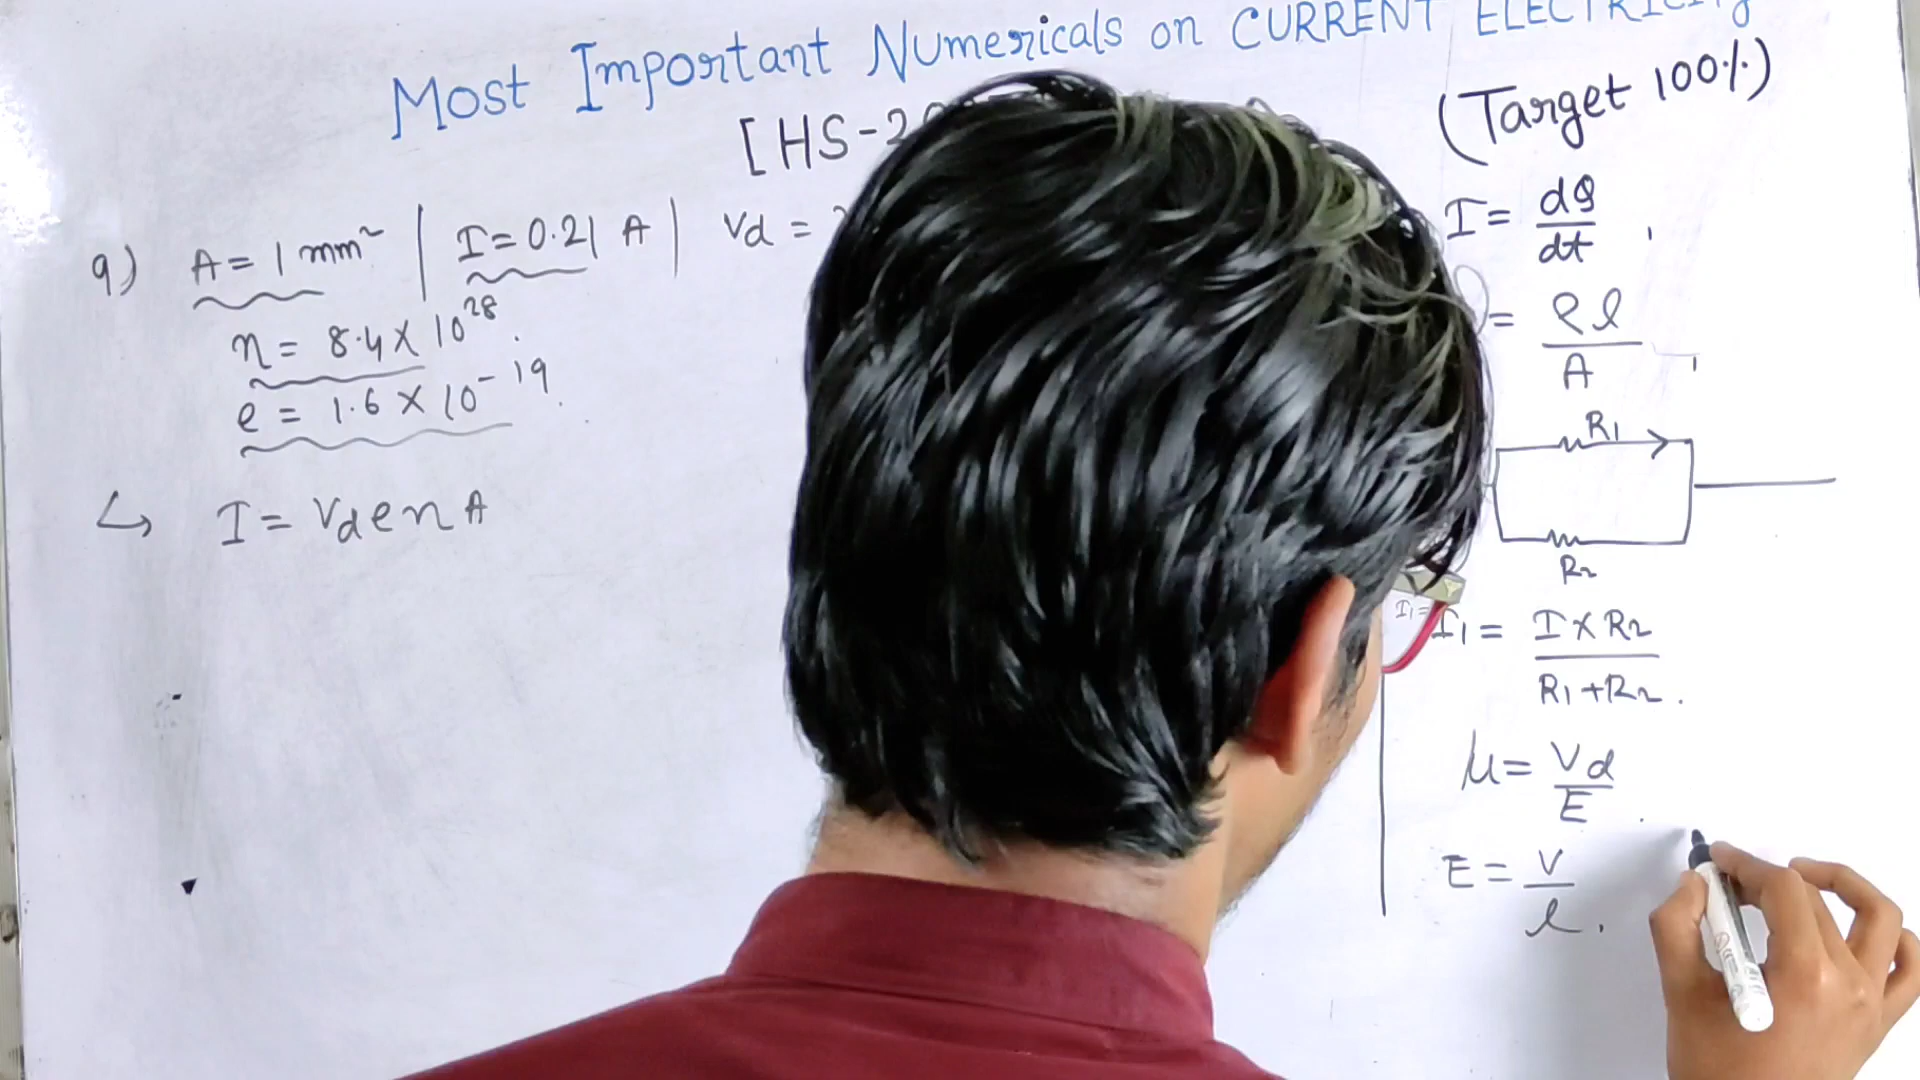 Most Important Numericals on CURRENT ELECTRICITY
[HS-2
(Target 100%)
9) A = 1 mm² | I = 0.21 A | Vd =
n = 8.4 × 10²⁸.
e = 1.6 × 10⁻¹⁹.
↳ I = Vd e n A
I = dQ/dt ,
= ρl/A ,
R1
R2
I1 = I × R2 / R1 + R2 .
μ = Vd/E .
E = V/l .